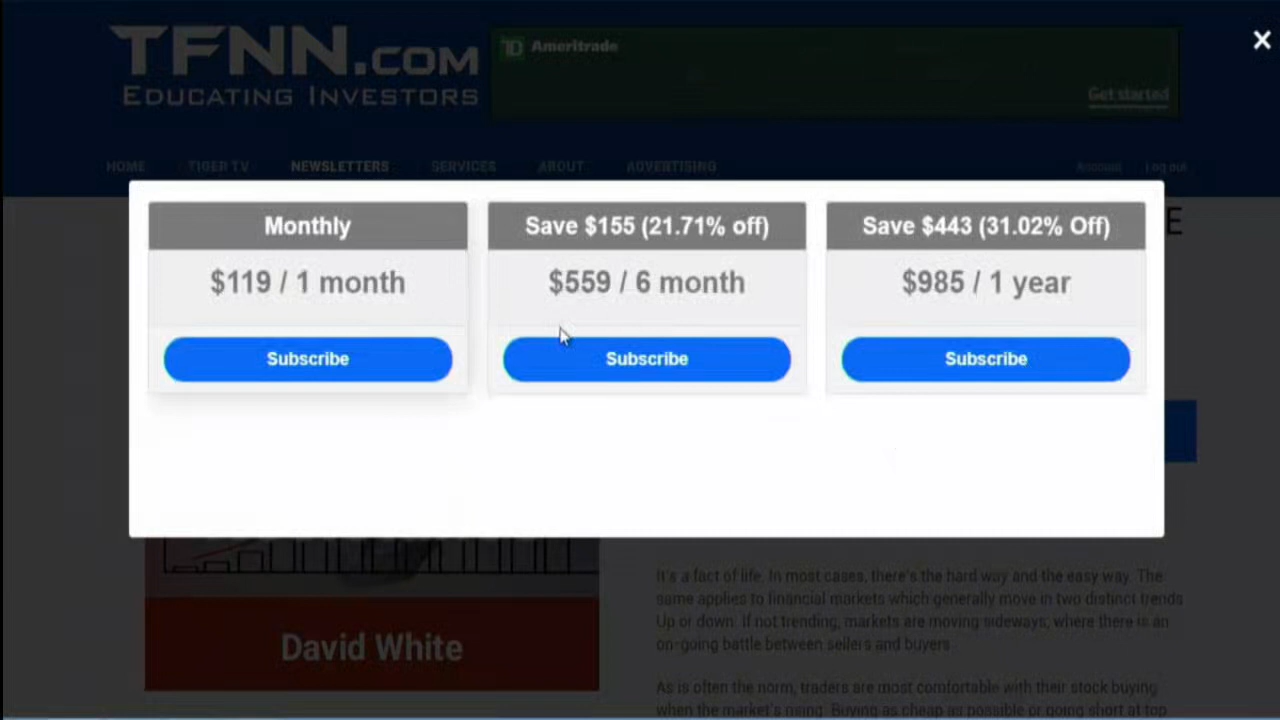 TFNN.COM
EDUCATING INVESTORS
TD Ameritrade
Get started
HOME TIGER TV NEWSLETTERS SERVICES ABOUT ADVERTISING Account Log out
E
Monthly
$119 / 1 month
Subscribe
Save $155 (21.71% off)
$559 / 6 month
Subscribe
Save $443 (31.02% Off)
$985 / 1 year
Subscribe
David White
It's a fact of life. In most cases, there's the hard way and the easy way. The
same applies to financial markets which generally move in two distinct trends
Up or down. If not trending, markets are moving sideways, where there is an
on-going battle between sellers and buyers.
As is often the norm, traders are most comfortable with their stock buying
when the market's rising. Buying as cheap as possible or going short at top